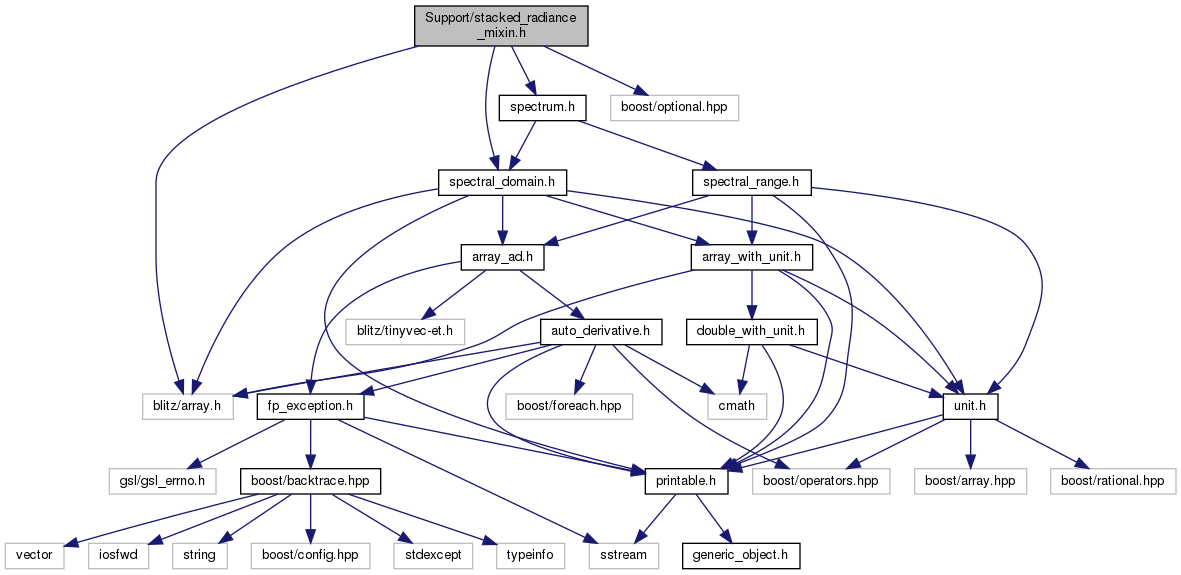 Support/stacked_radiance
_mixin.h
spectrum.h
boost/optional.hpp
spectral_domain.h
spectral_range.h
array_ad.h
array_with_unit.h
blitz/tinyvec-et.h
auto_derivative.h
double_with_unit.h
blitz/array.h
fp_exception.h
boost/foreach.hpp
cmath
unit.h
gsl/gsl_errno.h
boost/backtrace.hpp
printable.h
boost/operators.hpp
boost/array.hpp
boost/rational.hpp
vector
iosfwd
string
boost/config.hpp
stdexcept
typeinfo
sstream
generic_object.h